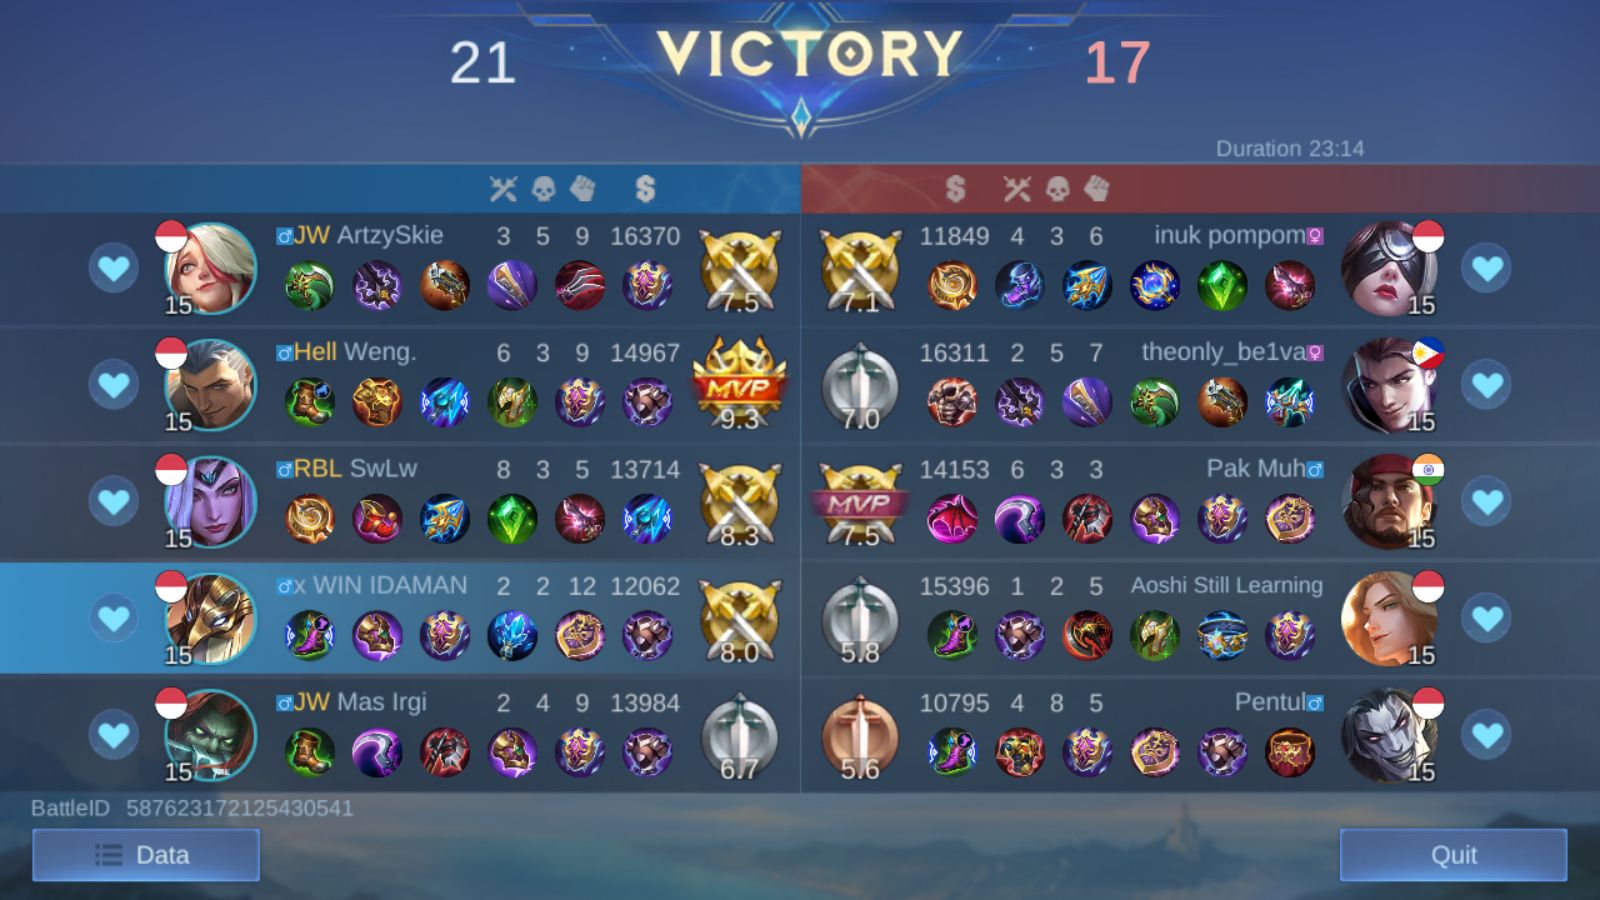 21 VICTORY 17
Duration 23:14
JW ArtzySkie 3 5 9 16370 7.5 15
7.1 11849 4 3 6 inuk pompom 15
Hell Weng. 6 3 9 14967 MVP 9.3 15
7.0 16311 2 5 7 theonly_be1va 15
RBL SwLw 8 3 5 13714 8.3 15
MVP 7.5 14153 6 3 3 Pak Muh 15
x WIN IDAMAN 2 2 12 12062 8.0 15
5.8 15396 1 2 5 Aoshi Still Learning 15
JW Mas Irgi 2 4 9 13984 6.7 15
5.6 10795 4 8 5 Pentul 15
BattleID 587623172125430541
Data
Quit